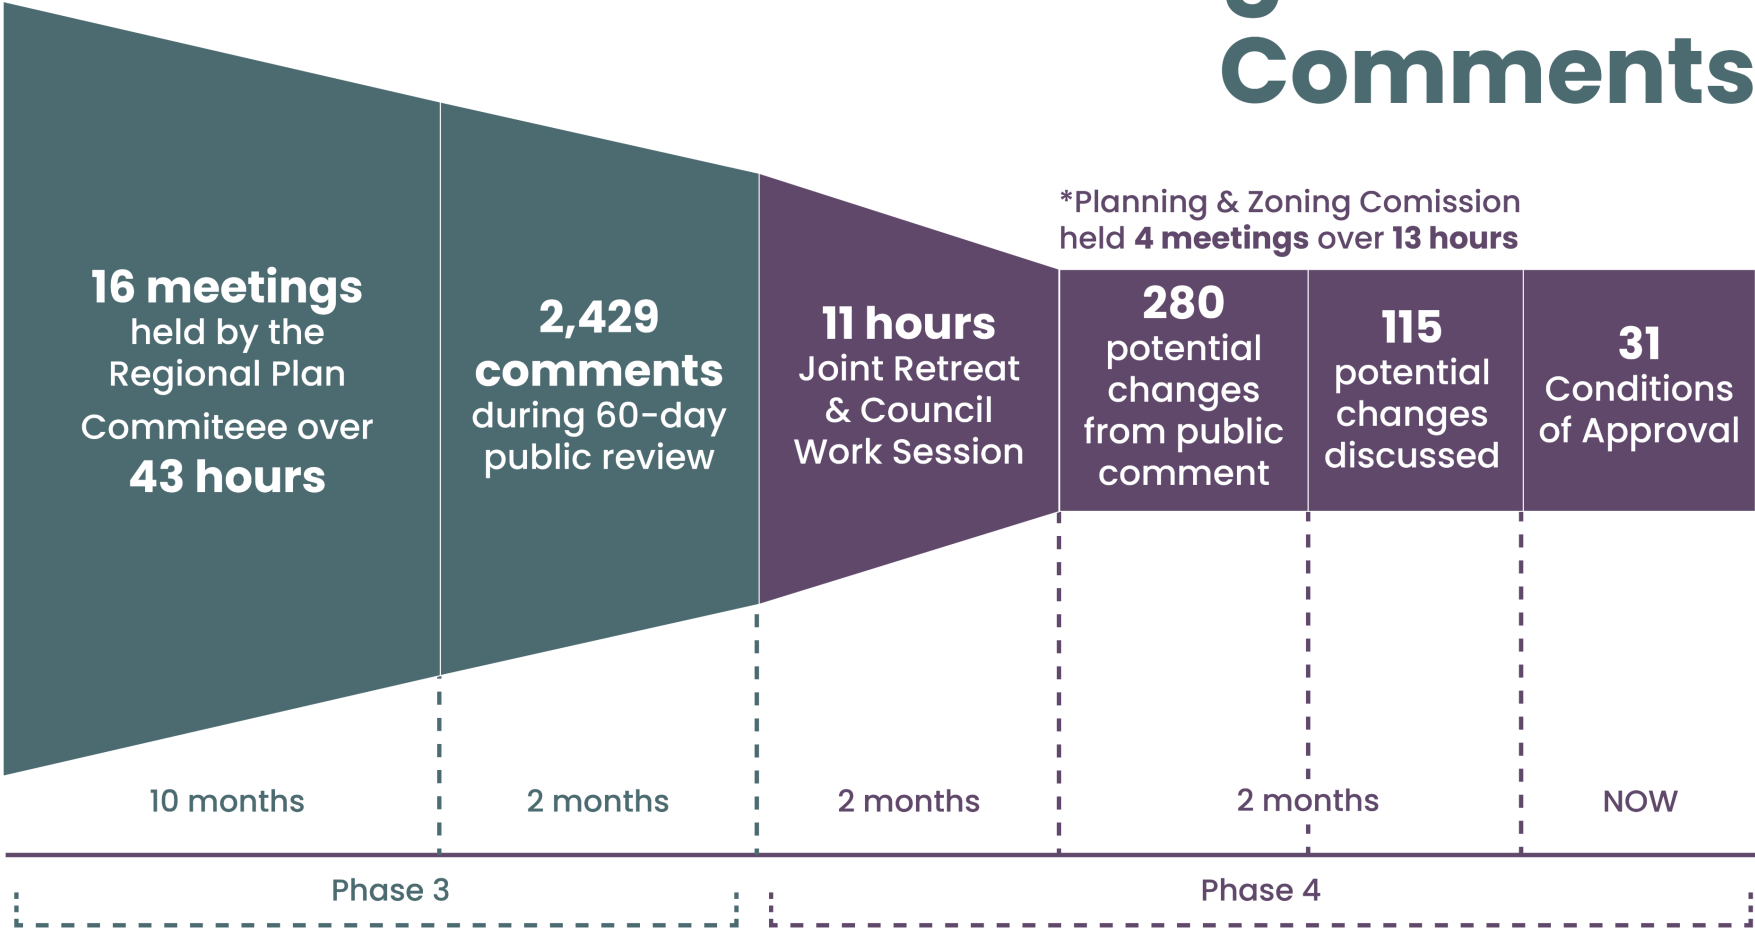 Comments
*Planning & Zoning Comission
held 4 meetings over 13 hours
16 meetings
held by the
Regional Plan
Commiteee over
43 hours
2,429
comments
during 60-day
public review
11 hours
Joint Retreat
& Council
Work Session
280
potential
changes
from public
comment
115
potential
changes
discussed
31
Conditions
of Approval
10 months
2 months
2 months
2 months
NOW
Phase 3
Phase 4